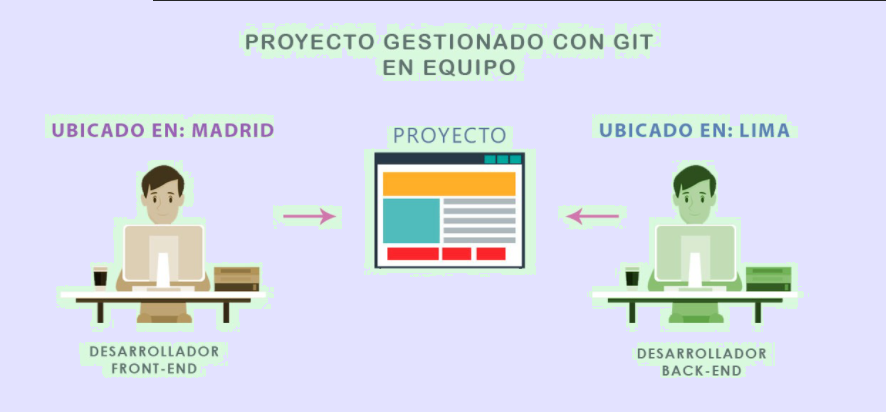 PROYECTO GESTIONADO CON GIT
EN EQUIPO
UBICADO EN: MADRID
PROYECTO
UBICADO EN: LIMA
DESARROLLADOR
FRONT-END
DESARROLLADOR
BACK-END